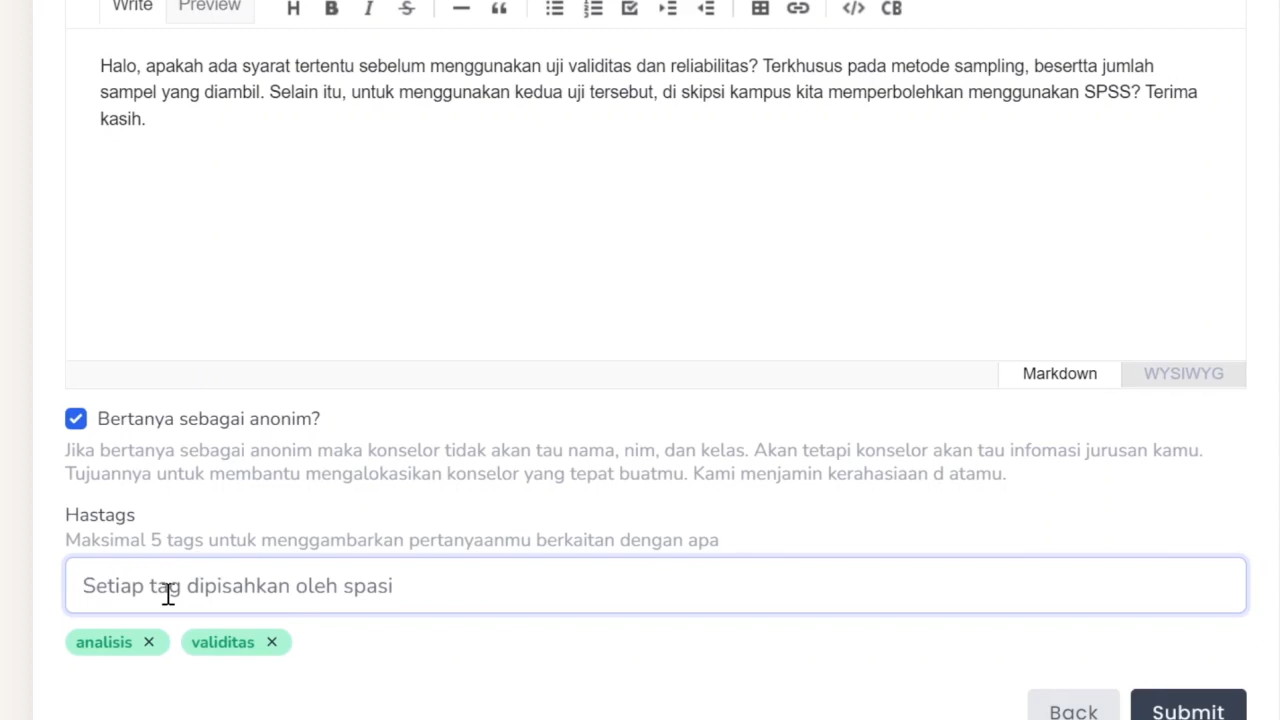 Write Preview H B I S </> CB
Halo, apakah ada syarat tertentu sebelum menggunakan uji validitas dan reliabilitas? Terkhusus pada metode sampling, besertta jumlah
sampel yang diambil. Selain itu, untuk menggunakan kedua uji tersebut, di skipsi kampus kita memperbolehkan menggunakan SPSS? Terima
kasih.
Markdown WYSIWYG
Bertanya sebagai anonim?
Jika bertanya sebagai anonim maka konselor tidak akan tau nama, nim, dan kelas. Akan tetapi konselor akan tau infomasi jurusan kamu.
Tujuannya untuk membantu mengalokasikan konselor yang tepat buatmu. Kami menjamin kerahasiaan d atamu.
Hastags
Maksimal 5 tags untuk menggambarkan pertanyaanmu berkaitan dengan apa
Setiap tag dipisahkan oleh spasi
analisis × validitas ×
Back Submit